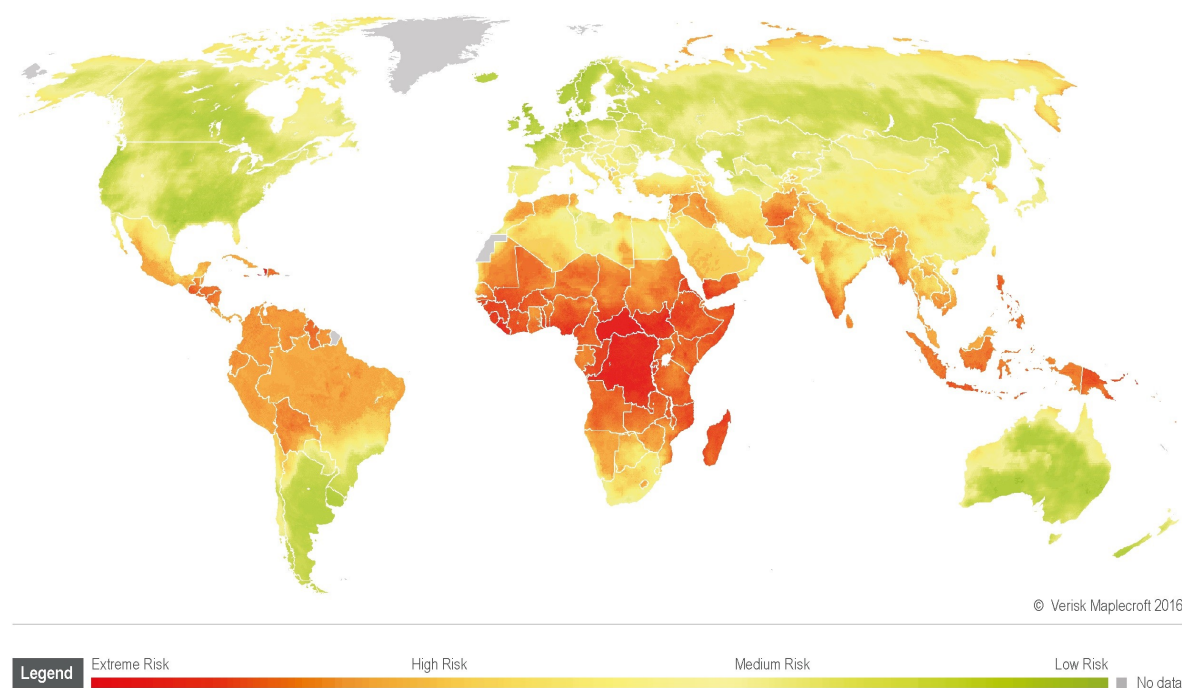 © Verisk Maplecroft 2016
Legend
Extreme Risk
High Risk
Medium Risk
Low Risk
No data